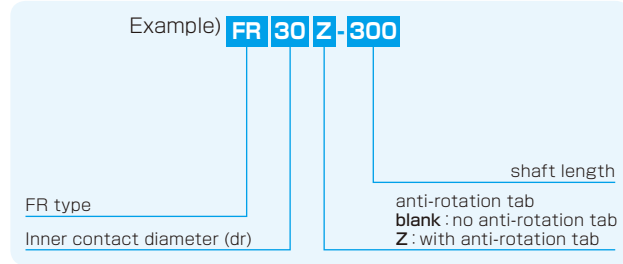 Example) FR 30 Z - 300
shaft length
FR type
anti-rotation tab
blank : no anti-rotation tab
Inner contact diameter (dr)
Z : with anti-rotation tab